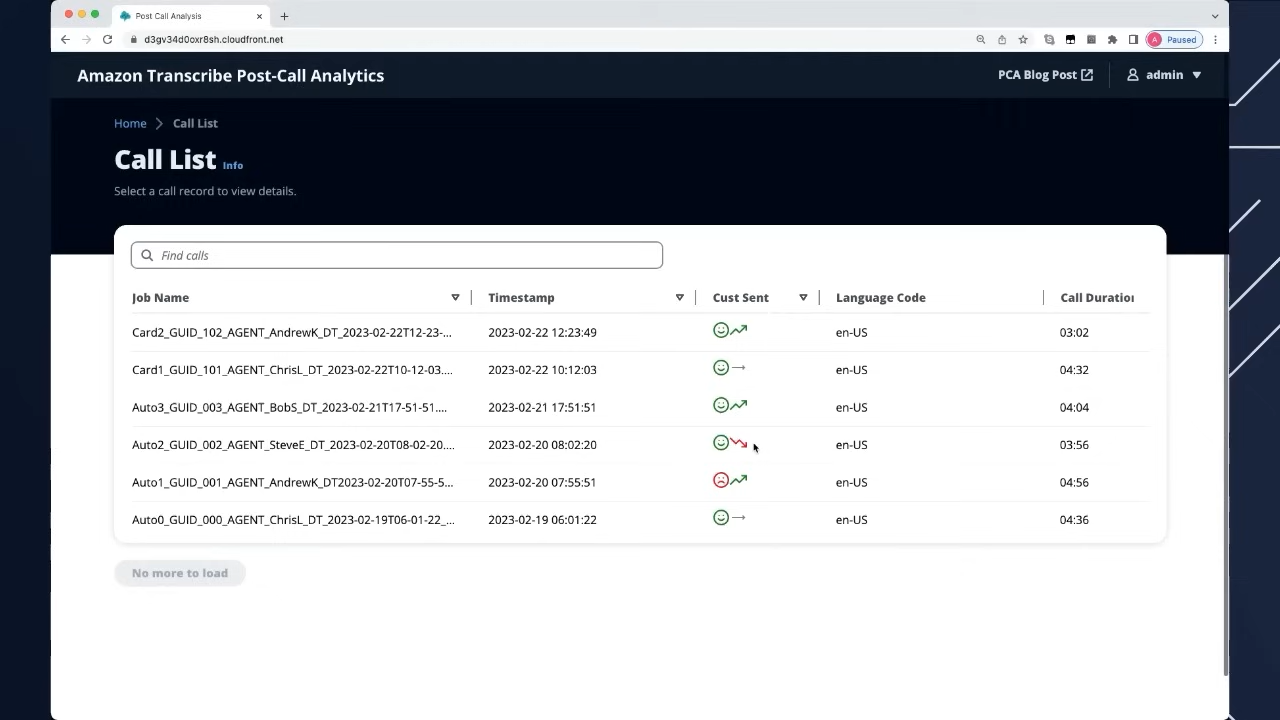 Post Call Analysis
d3gv34d0oxr8sh.cloudfront.net
A Paused
Amazon Transcribe Post-Call Analytics
PCA Blog Post
admin
Home Call List
Call List Info
Select a call record to view details.
Find calls
Job Name Timestamp Cust Sent Language Code Call Duration
Card2_GUID_102_AGENT_AndrewK_DT_2023-02-22T12-23-... 2023-02-22 12:23:49 en-US 03:02
Card1_GUID_101_AGENT_ChrisL_DT_2023-02-22T10-12-03.... 2023-02-22 10:12:03 en-US 04:32
Auto3_GUID_003_AGENT_BobS_DT_2023-02-21T17-51-51.... 2023-02-21 17:51:51 en-US 04:04
Auto2_GUID_002_AGENT_SteveE_DT_2023-02-20T08-02-20.... 2023-02-20 08:02:20 en-US 03:56
Auto1_GUID_001_AGENT_AndrewK_DT2023-02-20T07-55-5... 2023-02-20 07:55:51 en-US 04:56
Auto0_GUID_000_AGENT_ChrisL_DT_2023-02-19T06-01-22_... 2023-02-19 06:01:22 en-US 04:36
No more to load